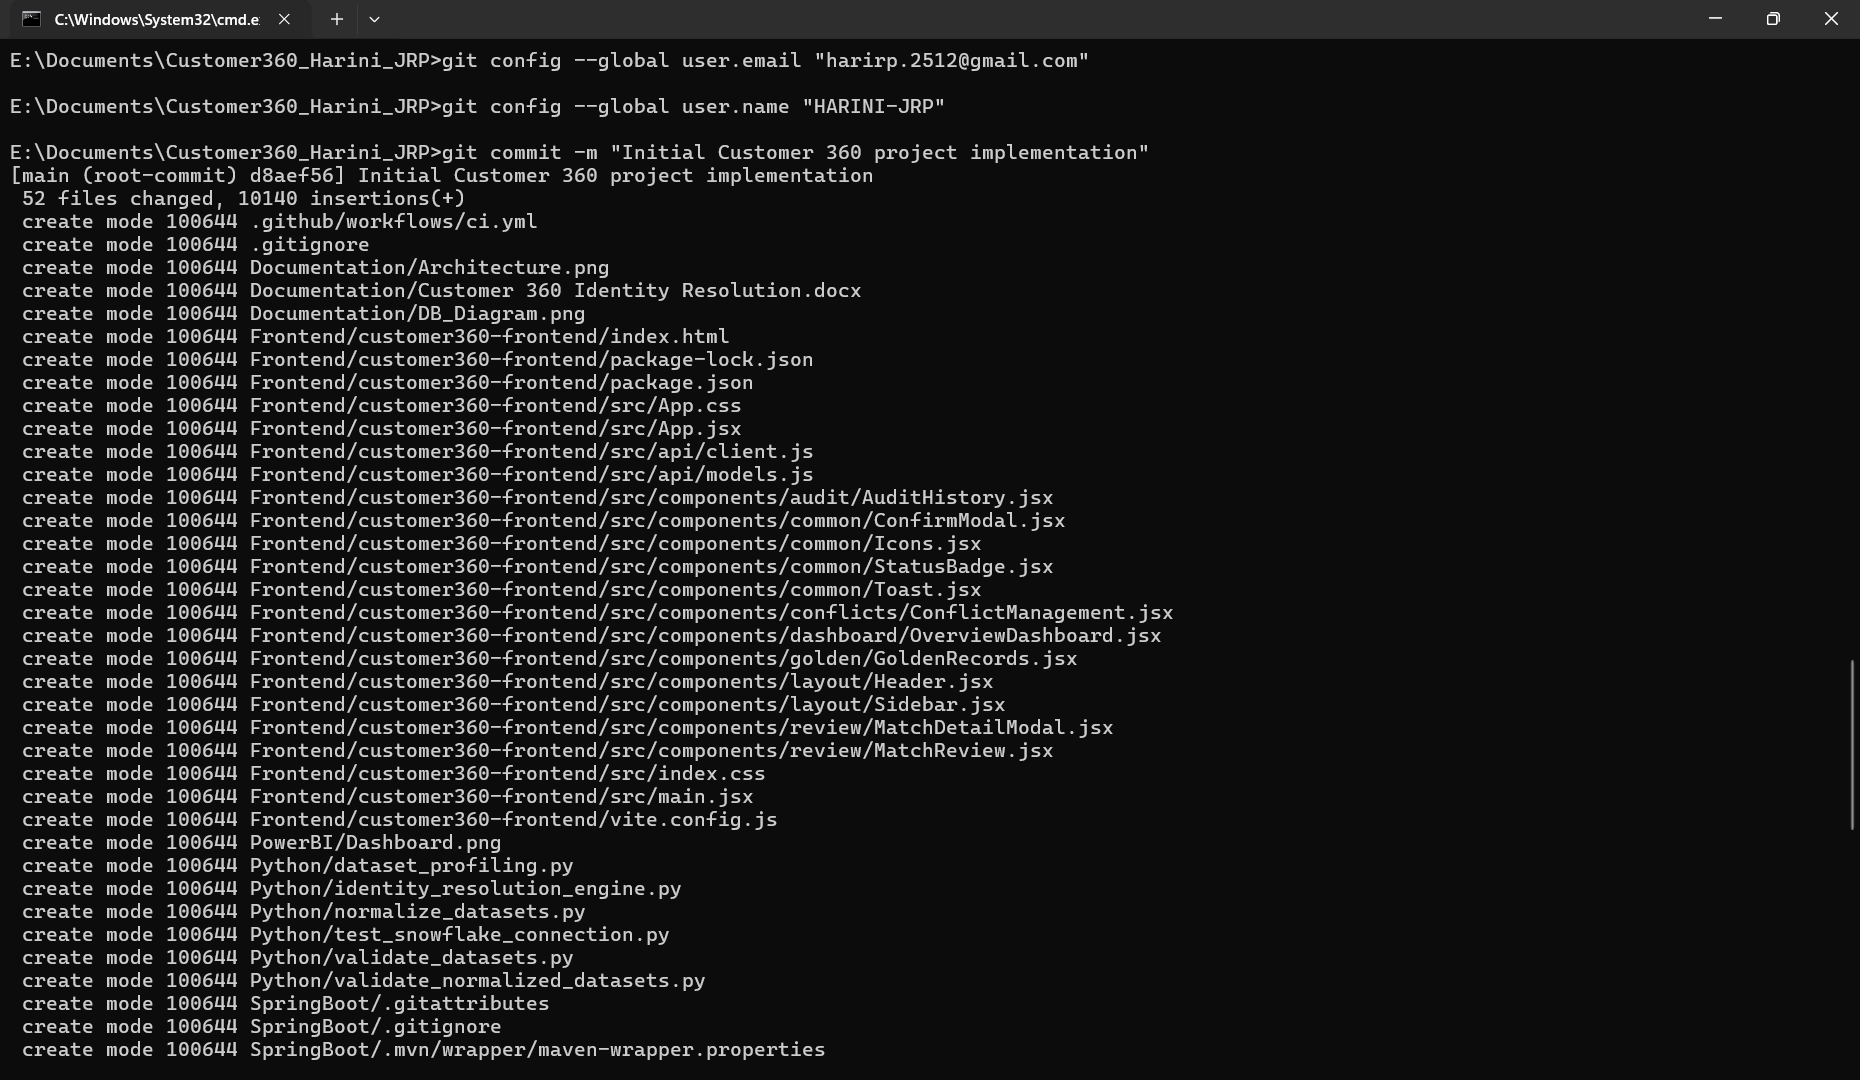 C:\Windows\System32\cmd.e
E:\Documents\Customer360_Harini_JRP>git config --global user.email "harirp.2512@gmail.com"
E:\Documents\Customer360_Harini_JRP>git config --global user.name "HARINI-JRP"
E:\Documents\Customer360_Harini_JRP>git commit -m "Initial Customer 360 project implementation"
[main (root-commit) d8aef56] Initial Customer 360 project implementation
 52 files changed, 10140 insertions(+)
 create mode 100644 .github/workflows/ci.yml
 create mode 100644 .gitignore
 create mode 100644 Documentation/Architecture.png
 create mode 100644 Documentation/Customer 360 Identity Resolution.docx
 create mode 100644 Documentation/DB_Diagram.png
 create mode 100644 Frontend/customer360-frontend/index.html
 create mode 100644 Frontend/customer360-frontend/package-lock.json
 create mode 100644 Frontend/customer360-frontend/package.json
 create mode 100644 Frontend/customer360-frontend/src/App.css
 create mode 100644 Frontend/customer360-frontend/src/App.jsx
 create mode 100644 Frontend/customer360-frontend/src/api/client.js
 create mode 100644 Frontend/customer360-frontend/src/api/models.js
 create mode 100644 Frontend/customer360-frontend/src/components/audit/AuditHistory.jsx
 create mode 100644 Frontend/customer360-frontend/src/components/common/ConfirmModal.jsx
 create mode 100644 Frontend/customer360-frontend/src/components/common/Icons.jsx
 create mode 100644 Frontend/customer360-frontend/src/components/common/StatusBadge.jsx
 create mode 100644 Frontend/customer360-frontend/src/components/common/Toast.jsx
 create mode 100644 Frontend/customer360-frontend/src/components/conflicts/ConflictManagement.jsx
 create mode 100644 Frontend/customer360-frontend/src/components/dashboard/OverviewDashboard.jsx
 create mode 100644 Frontend/customer360-frontend/src/components/golden/GoldenRecords.jsx
 create mode 100644 Frontend/customer360-frontend/src/components/layout/Header.jsx
 create mode 100644 Frontend/customer360-frontend/src/components/layout/Sidebar.jsx
 create mode 100644 Frontend/customer360-frontend/src/components/review/MatchDetailModal.jsx
 create mode 100644 Frontend/customer360-frontend/src/components/review/MatchReview.jsx
 create mode 100644 Frontend/customer360-frontend/src/index.css
 create mode 100644 Frontend/customer360-frontend/src/main.jsx
 create mode 100644 Frontend/customer360-frontend/vite.config.js
 create mode 100644 PowerBI/Dashboard.png
 create mode 100644 Python/dataset_profiling.py
 create mode 100644 Python/identity_resolution_engine.py
 create mode 100644 Python/normalize_datasets.py
 create mode 100644 Python/test_snowflake_connection.py
 create mode 100644 Python/validate_datasets.py
 create mode 100644 Python/validate_normalized_datasets.py
 create mode 100644 SpringBoot/.gitattributes
 create mode 100644 SpringBoot/.gitignore
 create mode 100644 SpringBoot/.mvn/wrapper/maven-wrapper.properties